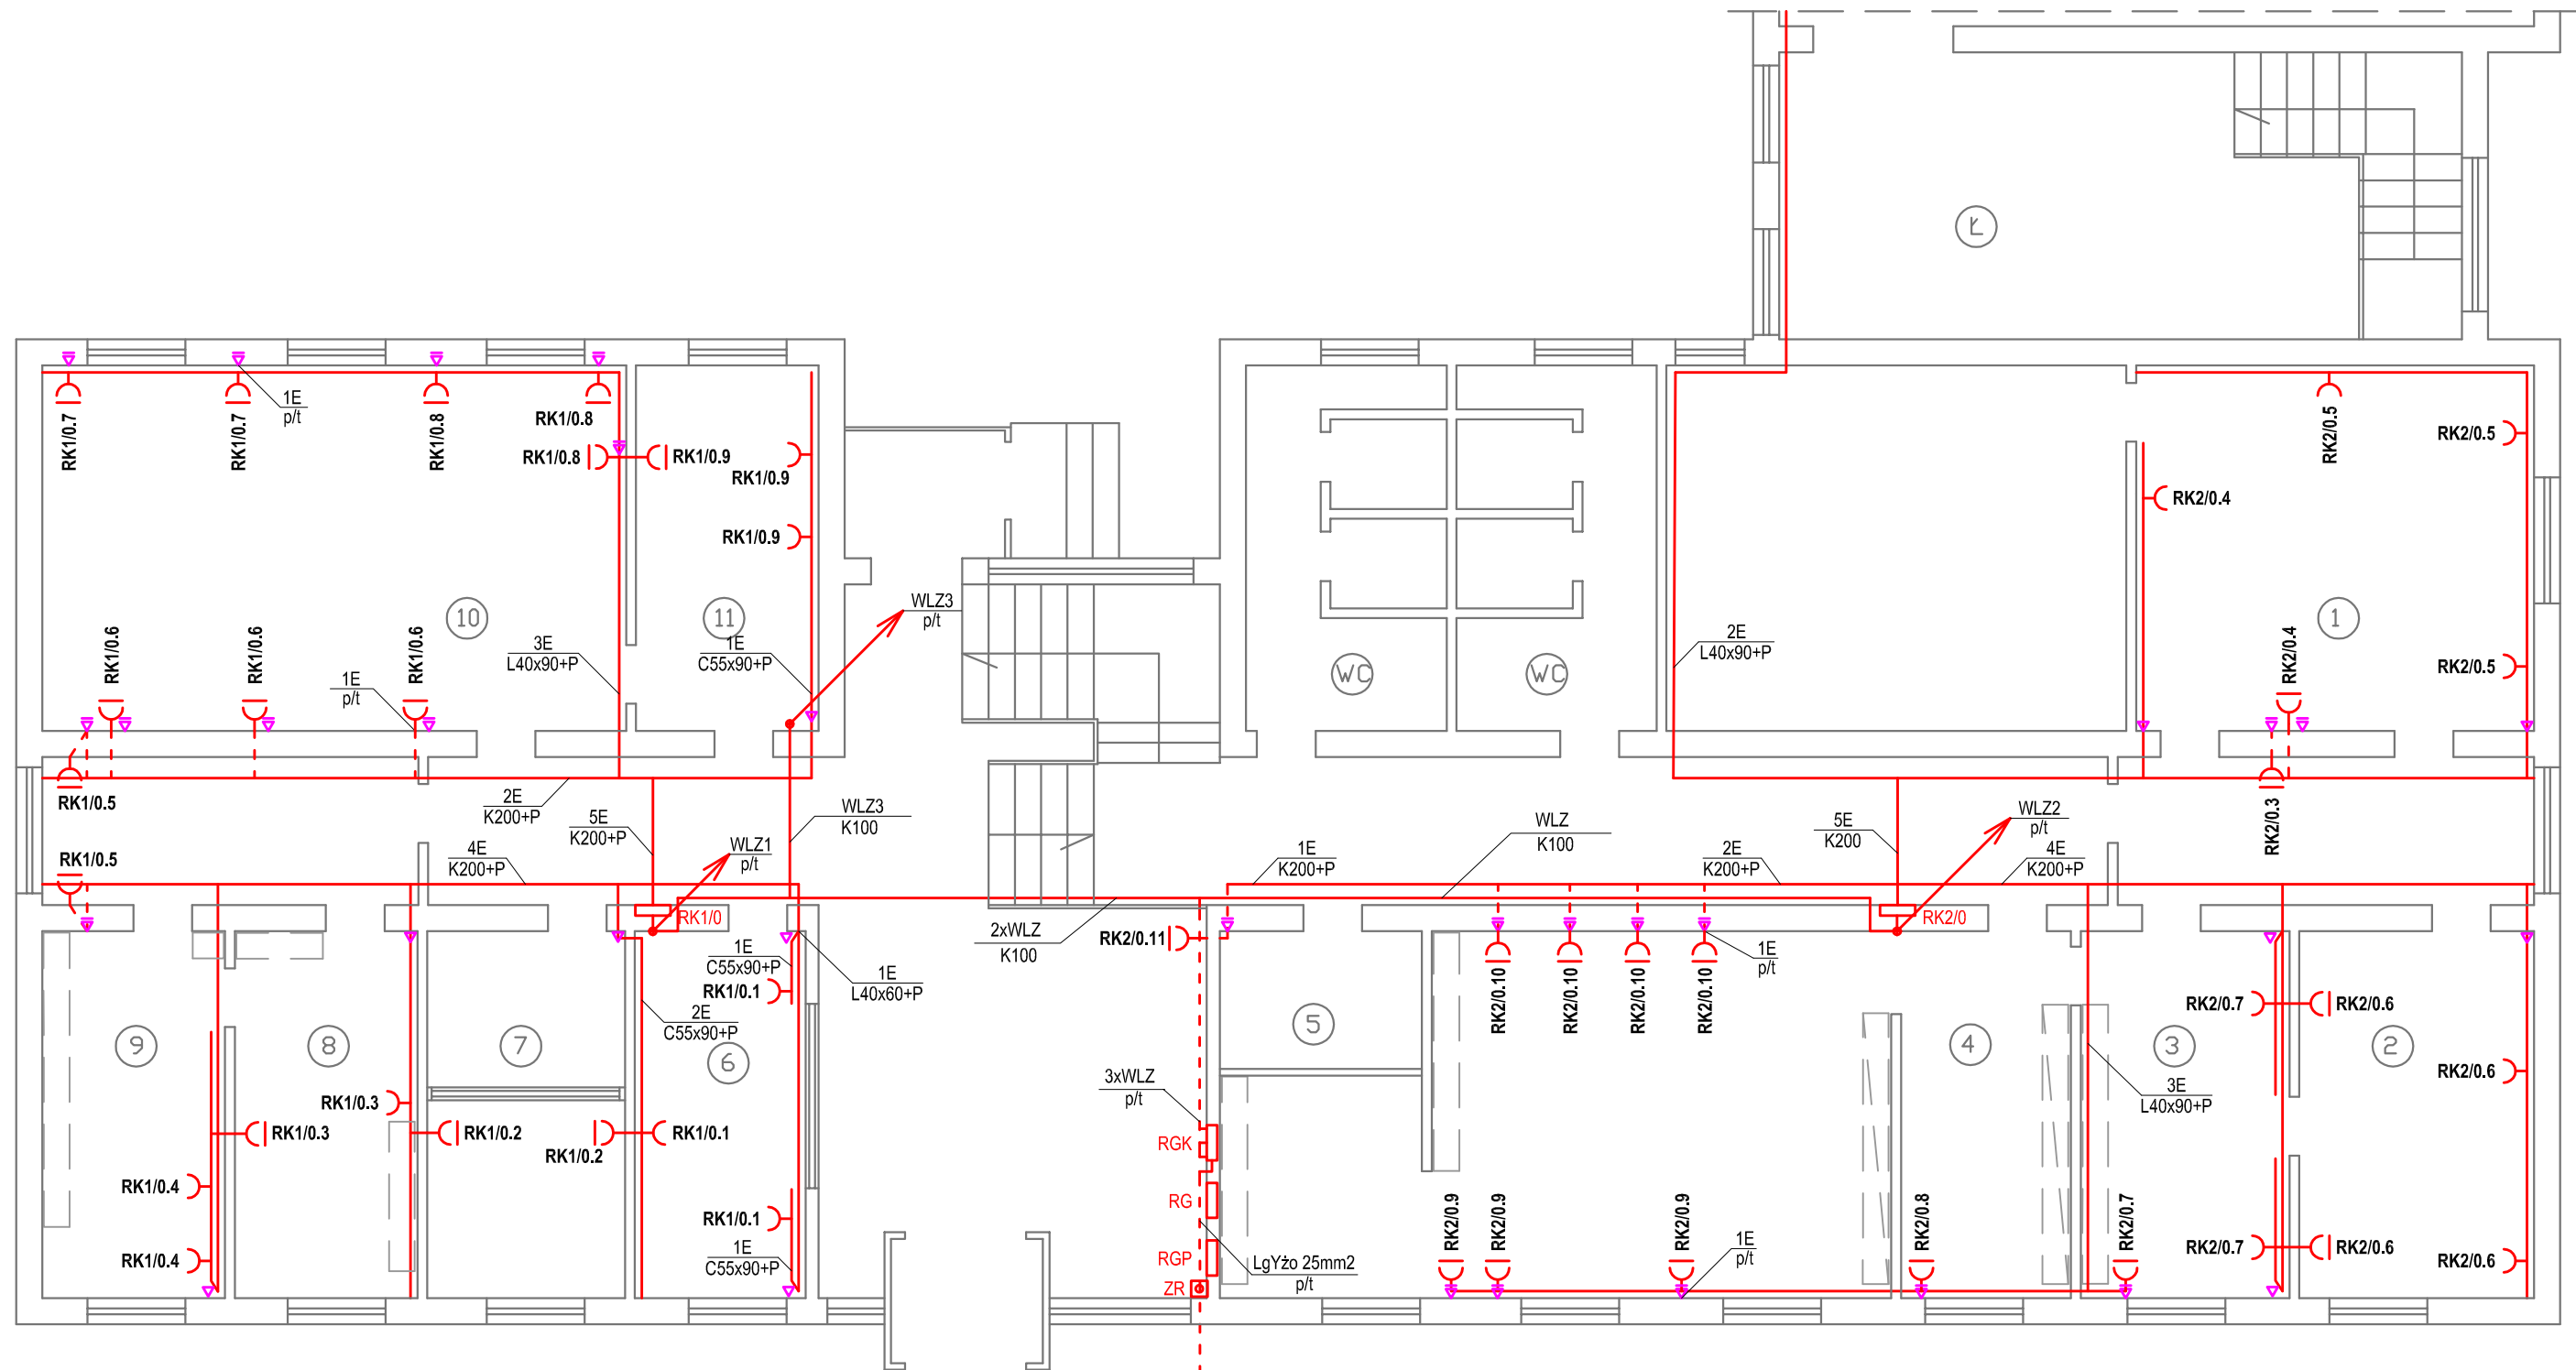 Ł
RK1/0.7
RK1/0.7
1E
p/t
RK1/0.8
RK1/0.8
RK1/0.8
RK1/0.9
RK1/0.9
RK1/0.9
RK2/0.5
RK2/0.5
RK2/0.4
10
11
1
WLZ3
p/t
RK1/0.6
RK1/0.6
RK1/0.6
1E
p/t
3E
L40x90+P
1E
C55x90+P
WC
WC
2E
L40x90+P
RK2/0.4
RK2/0.5
RK1/0.5
2E
K200+P
5E
K200+P
WLZ3
K100
WLZ
K100
5E
K200
WLZ2
p/t
RK2/0.3
RK1/0.5
4E
K200+P
WLZ1
p/t
1E
K200+P
2E
K200+P
4E
K200+P
RK1/0
RK2/0
2xWLZ
K100
RK2/0.11
1E
C55x90+P
RK1/0.1
1E
L40x60+P
2E
C55x90+P
RK2/0.10
RK2/0.10
RK2/0.10
RK2/0.10
1E
p/t
RK2/0.7
RK2/0.6
9
8
7
6
5
4
3
2
3xWLZ
p/t
RK1/0.3
RK1/0.3
RK1/0.2
RK1/0.2
RK1/0.1
RGK
RG
RGP
ZR
3E
L40x90+P
RK2/0.6
RK1/0.4
RK1/0.4
RK1/0.1
1E
C55x90+P
LgYżo 25mm2
p/t
RK2/0.9
RK2/0.9
RK2/0.9
1E
p/t
RK2/0.8
RK2/0.7
RK2/0.7
RK2/0.6
RK2/0.6